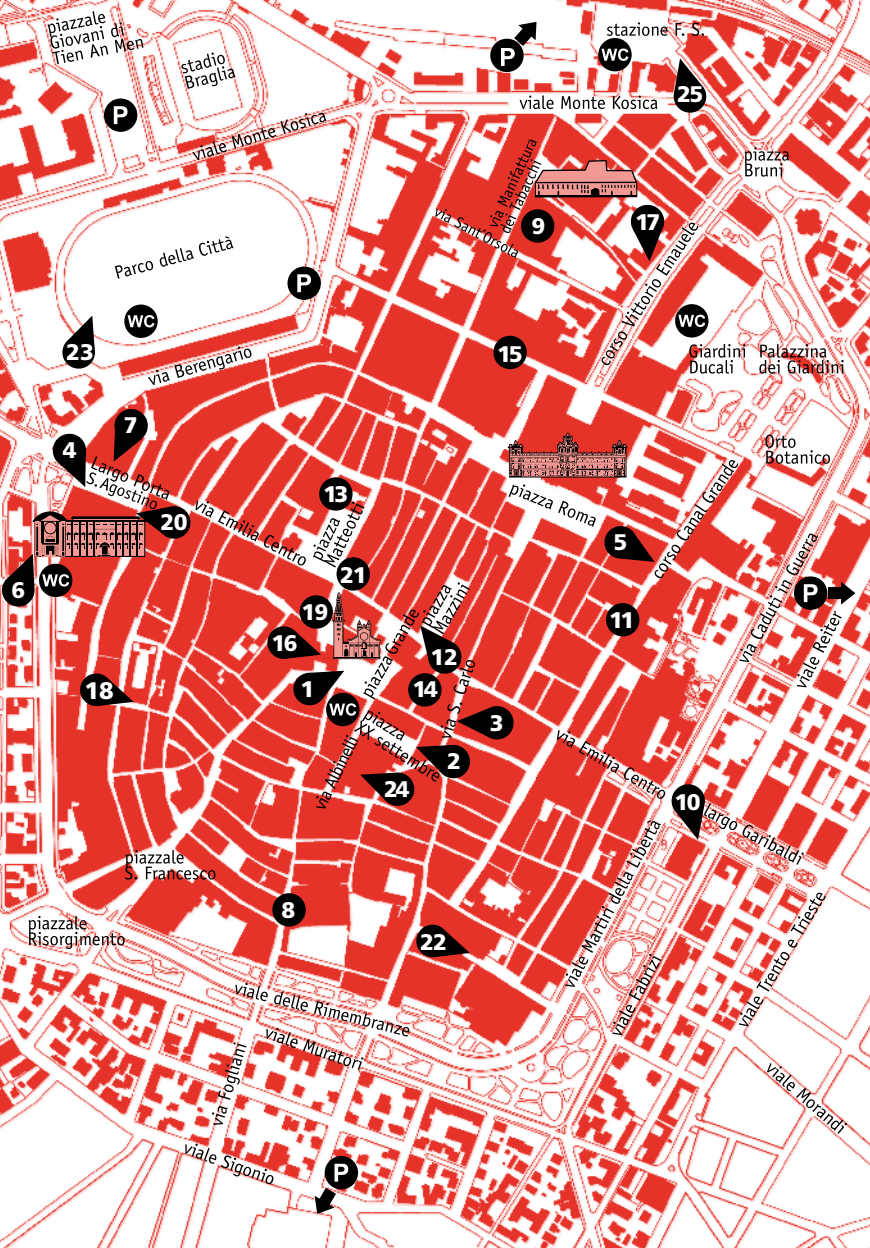 piazzale
Giovani di
Tien An Men
stadio
Braglia
P
viale Monte Kosica
P
stazione F. S.
WC
viale Monte Kosica
25
piazza
Bruni
via Manifattura
dei Tabacchi
via Sant'Orsola
9
17
Parco della Città
P
WC
23
via Berengario
corso Vittorio Emauele
WC
15
Giardini
Ducali
Palazzina
dei Giardini
Orto
Botanico
7
4
Largo Porta
S. Agostino
20
6
WC
via Emilia Centro
13
piazza
Matteotti
21
19
16
1
piazza Roma
5
corso Canal Grande
11
P
viale Caduti in Guerra
viale Reiter
piazza
Mazzini
piazza Grande
12
14
via S. Carlo
3
18
WC
piazza
XX settembre
2
via Albinelli
24
via Emilia Centro
10
largo Garibaldi
piazzale
S. Francesco
8
22
piazzale
Risorgimento
viale Martiri della Libertà
viale Fabrizi
viale Trento e Trieste
viale delle Rimembranze
viale Muratori
via Fogliani
viale Morandi
viale Sigonio
P